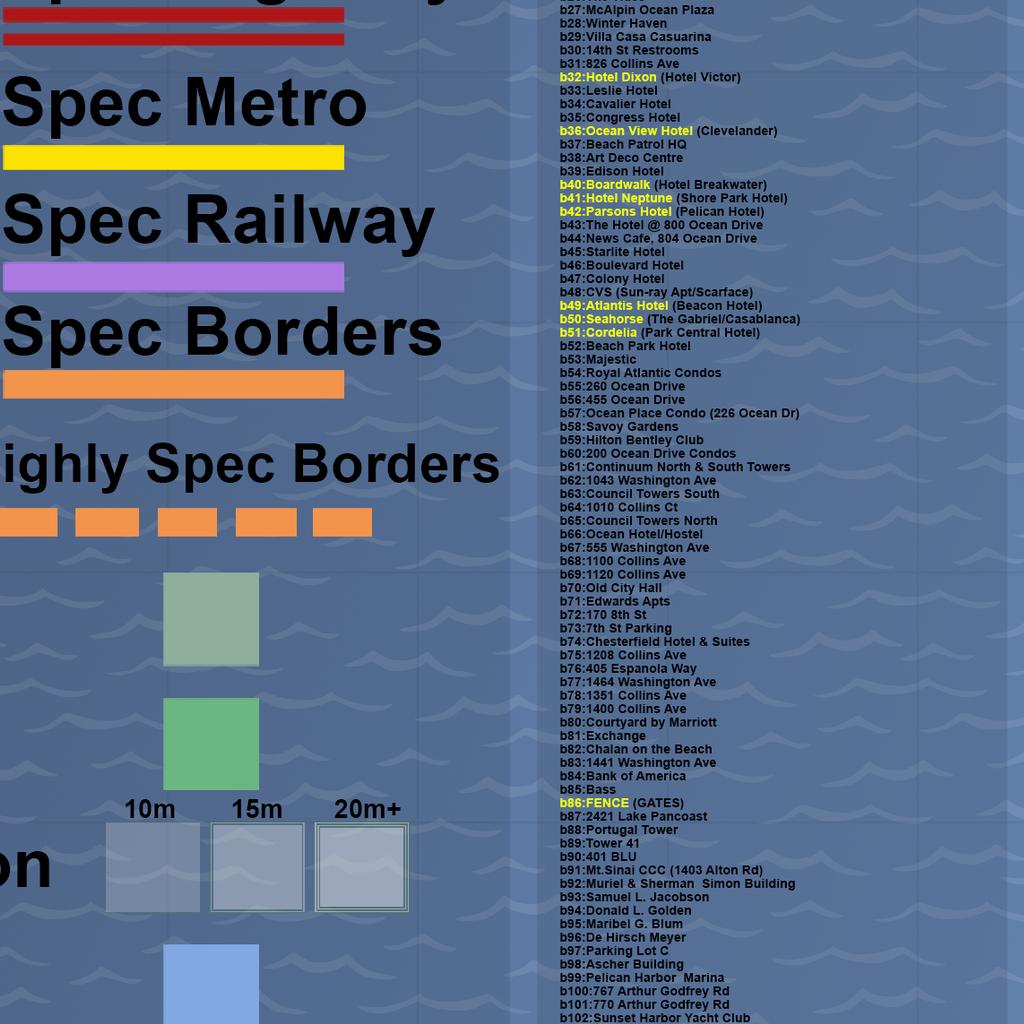 Spec Metro
Spec Railway
Spec Borders
ighly Spec Borders
10m 15m 20m+
on
b27:McAlpin Ocean Plaza
b28:Winter Haven
b29:Villa Casa Casuarina
b30:14th St Restrooms
b31:826 Collins Ave
b32:Hotel Dixon (Hotel Victor)
b33:Leslie Hotel
b34:Cavalier Hotel
b35:Congress Hotel
b36:Ocean View Hotel (Clevelander)
b37:Beach Patrol HQ
b38:Art Deco Centre
b39:Edison Hotel
b40:Boardwalk (Hotel Breakwater)
b41:Hotel Neptune (Shore Park Hotel)
b42:Parsons Hotel (Pelican Hotel)
b43:The Hotel @ 800 Ocean Drive
b44:News Cafe, 804 Ocean Drive
b45:Starlite Hotel
b46:Boulevard Hotel
b47:Colony Hotel
b48:CVS (Sun-ray Apt/Scarface)
b49:Atlantis Hotel (Beacon Hotel)
b50:Seahorse (The Gabriel/Casablanca)
b51:Cordelia (Park Central Hotel)
b52:Beach Park Hotel
b53:Majestic
b54:Royal Atlantic Condos
b55:260 Ocean Drive
b56:455 Ocean Drive
b57:Ocean Place Condo (226 Ocean Dr)
b58:Savoy Gardens
b59:Hilton Bentley Club
b60:200 Ocean Drive Condos
b61:Continuum North & South Towers
b62:1043 Washington Ave
b63:Council Towers South
b64:1010 Collins Ct
b65:Council Towers North
b66:Ocean Hotel/Hostel
b67:555 Washington Ave
b68:1100 Collins Ave
b69:1120 Collins Ave
b70:Old City Hall
b71:Edwards Apts
b72:170 8th St
b73:7th St Parking
b74:Chesterfield Hotel & Suites
b75:1208 Collins Ave
b76:405 Espanola Way
b77:1464 Washington Ave
b78:1351 Collins Ave
b79:1400 Collins Ave
b80:Courtyard by Marriott
b81:Exchange
b82:Chalan on the Beach
b83:1441 Washington Ave
b84:Bank of America
b85:Bass
b86:FENCE (GATES)
b87:2421 Lake Pancoast
b88:Portugal Tower
b89:Tower 41
b90:401 BLU
b91:Mt.Sinai CCC (1403 Alton Rd)
b92:Muriel & Sherman  Simon Building
b93:Samuel L. Jacobson
b94:Donald L. Golden
b95:Maribel G. Blum
b96:De Hirsch Meyer
b97:Parking Lot C
b98:Ascher Building
b99:Pelican Harbor  Marina
b100:767 Arthur Godfrey Rd
b101:770 Arthur Godfrey Rd
b102:Sunset Harbor Yacht Club